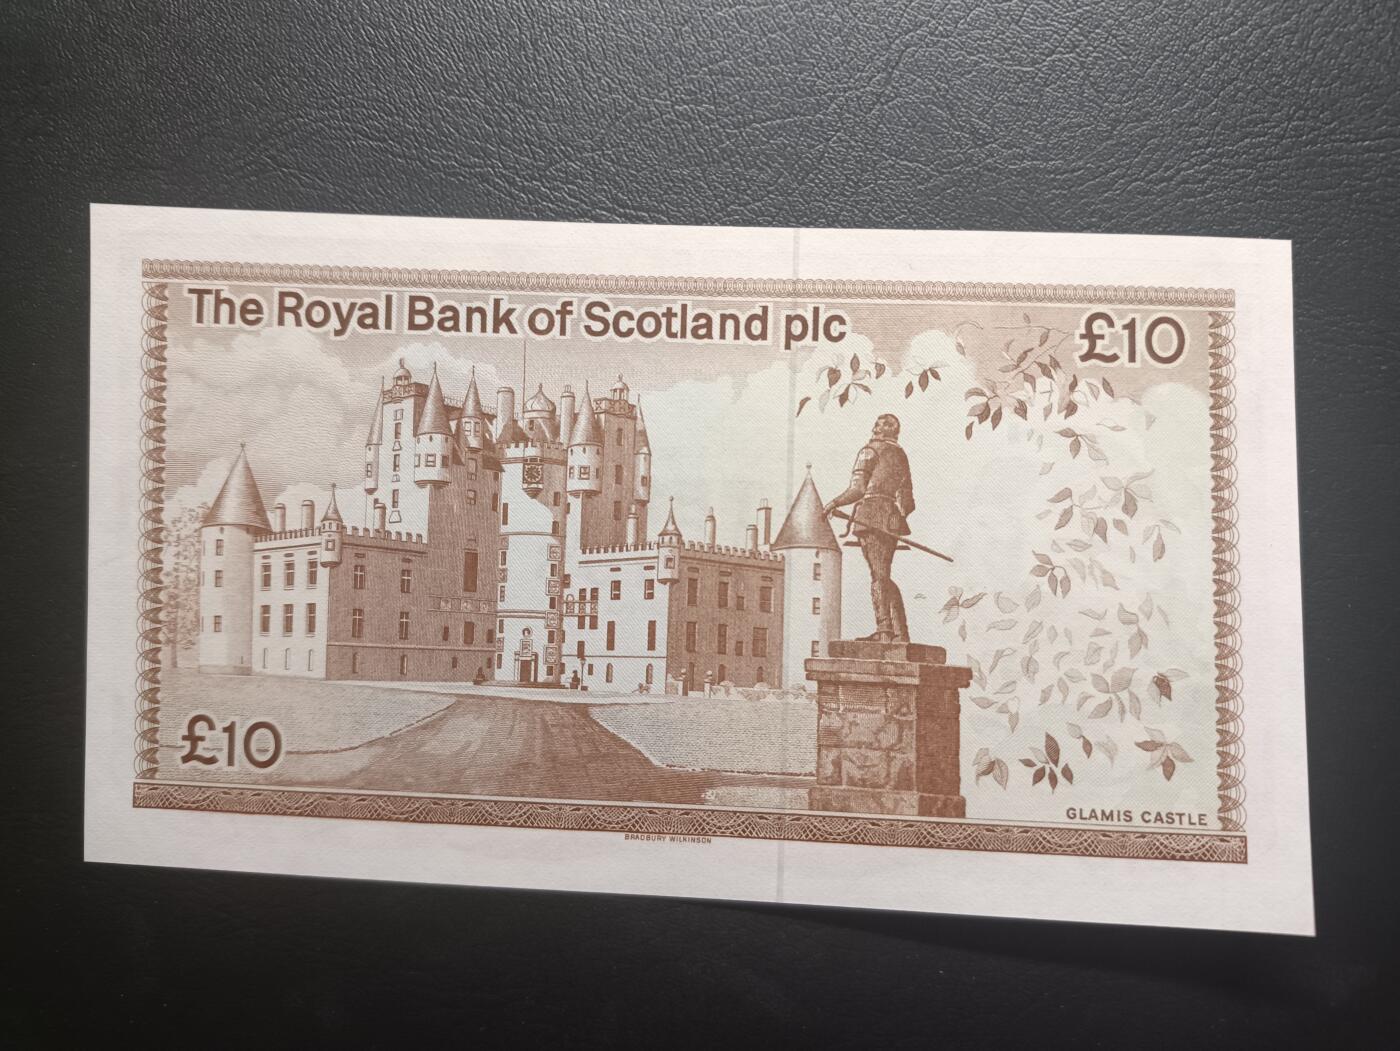 The Royal Bank of Scotland plc
£10
£10
GLAMIS CASTLE
BRADBURY WILKINSON